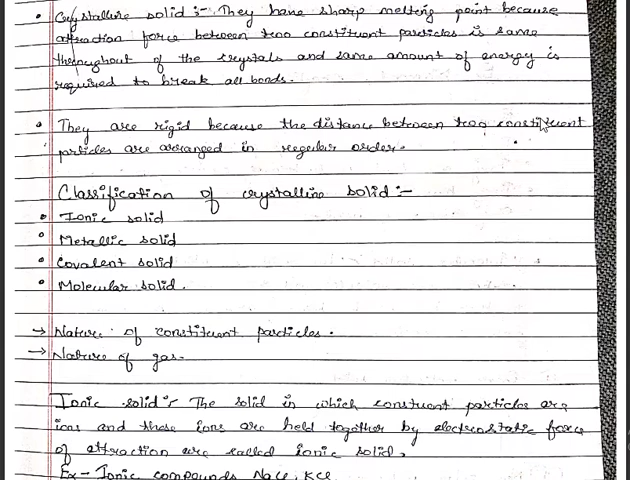 • Crystalline solid :- They have sharp melting point because
attraction force between two constituent particles is same
throughout of the crystals and same amount of energy is
required to break all bonds.
• They are rigid because the distance between two constituent
prticles are arranged in regular order.
Classification of crystalline solid :-
• Ionic solid
• Metallic solid
• Covalent solid
• Molecular solid.
→ Nature of constituent particles.
→ Nature of gas.
Ionic solid :- The solid in which constuent particles are
ions and these ions are held together by electrostatic force
of attraction are called ionic solid.
Ex - Ionic compounds NaCl, KCl